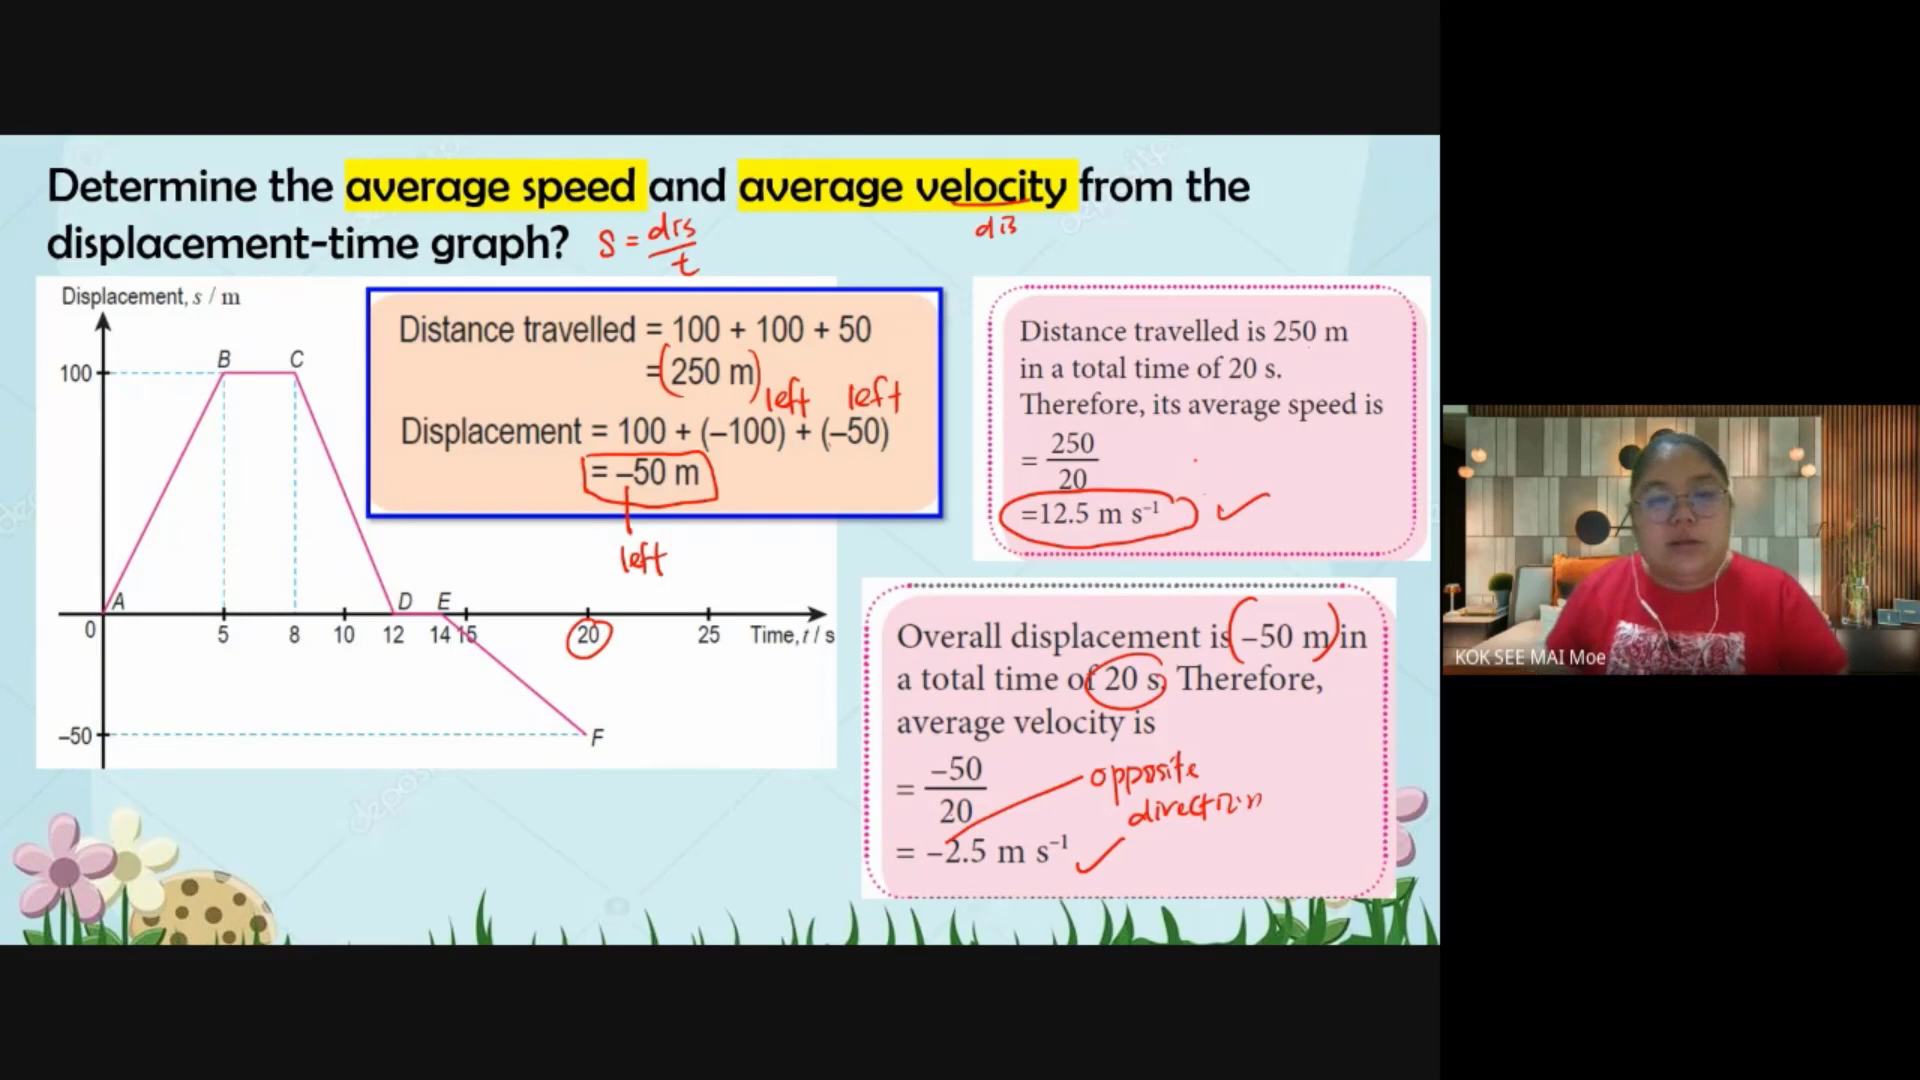 Determine the average speed and average velocity from the
displacement-time graph?
s = dis
t
dis
Displacement, s / m
100
B
C
A
D
E
0
5
8
10
12
14
15
20
25
Time, t / s
–50
F
Distance travelled = 100 + 100 + 50
= 250 m
left left
Displacement = 100 + (–100) + (–50)
= –50 m
left
Distance travelled is 250 m
in a total time of 20 s.
Therefore, its average speed is
= 250
20
=12.5 m s⁻¹
Overall displacement is –50 m in
a total time of 20 s. Therefore,
average velocity is
= –50
20
opposite
direction
= –2.5 m s⁻¹
KOK SEE MAI Moe